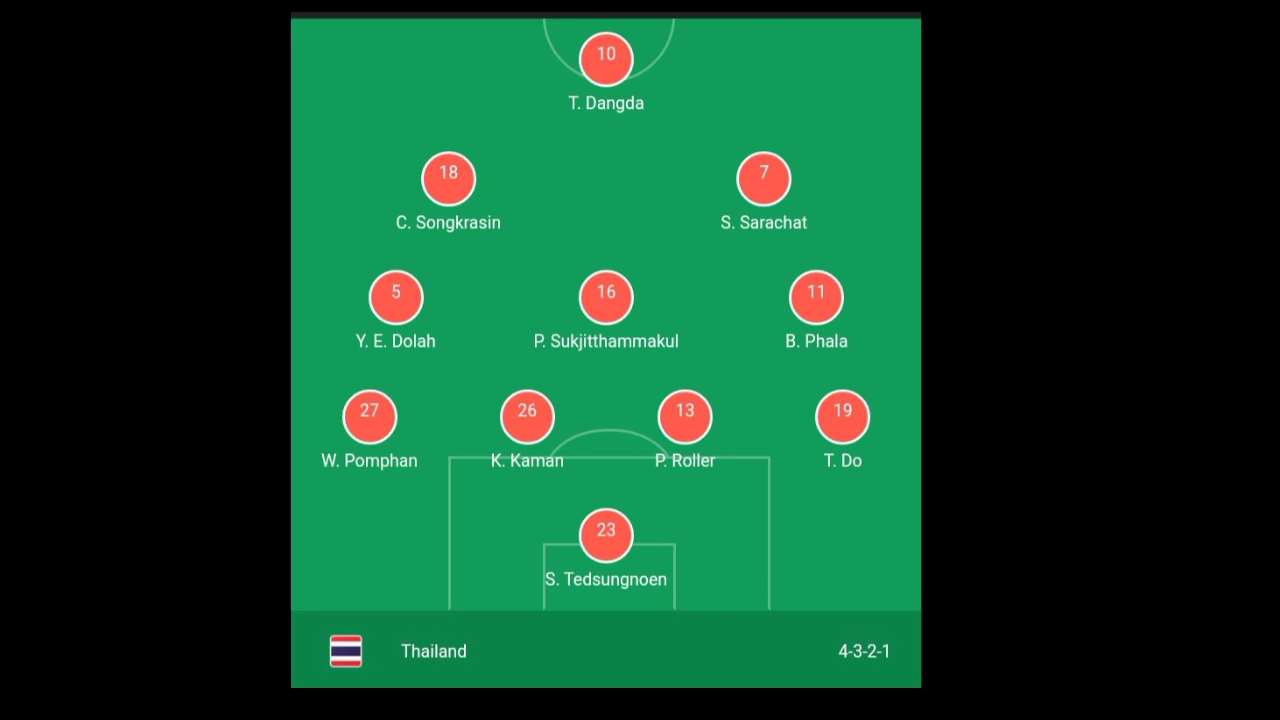 10
T. Dangda
18 7
C. Songkrasin S. Sarachat
5 16 11
Y. E. Dolah P. Sukjitthammakul B. Phala
27 26 13 19
W. Pomphan K. Kaman P. Roller T. Do
23
S. Tedsungnoen
Thailand 4-3-2-1